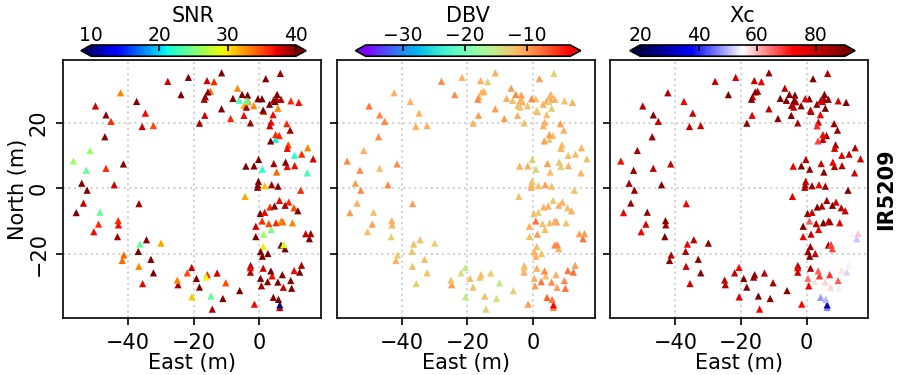 SNR DBV Xc
10 20 30 40 −30 −20 −10 20 40 60 80
North (m)
20
0
−20
IR5209
−40 −20 0 −40 −20 0 −40 −20 0
East (m) East (m) East (m)